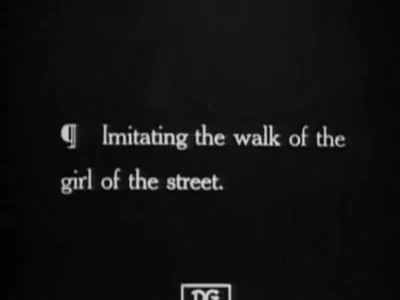 ¶ Imitating the walk of the
girl of the street.
DG